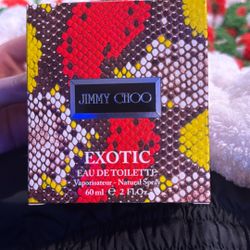 JIMMY CHOO
EXOTIC
EAU DE TOILETTE
Vaporisateur - Natural Spray
60 ml e 2 FL.Oz.